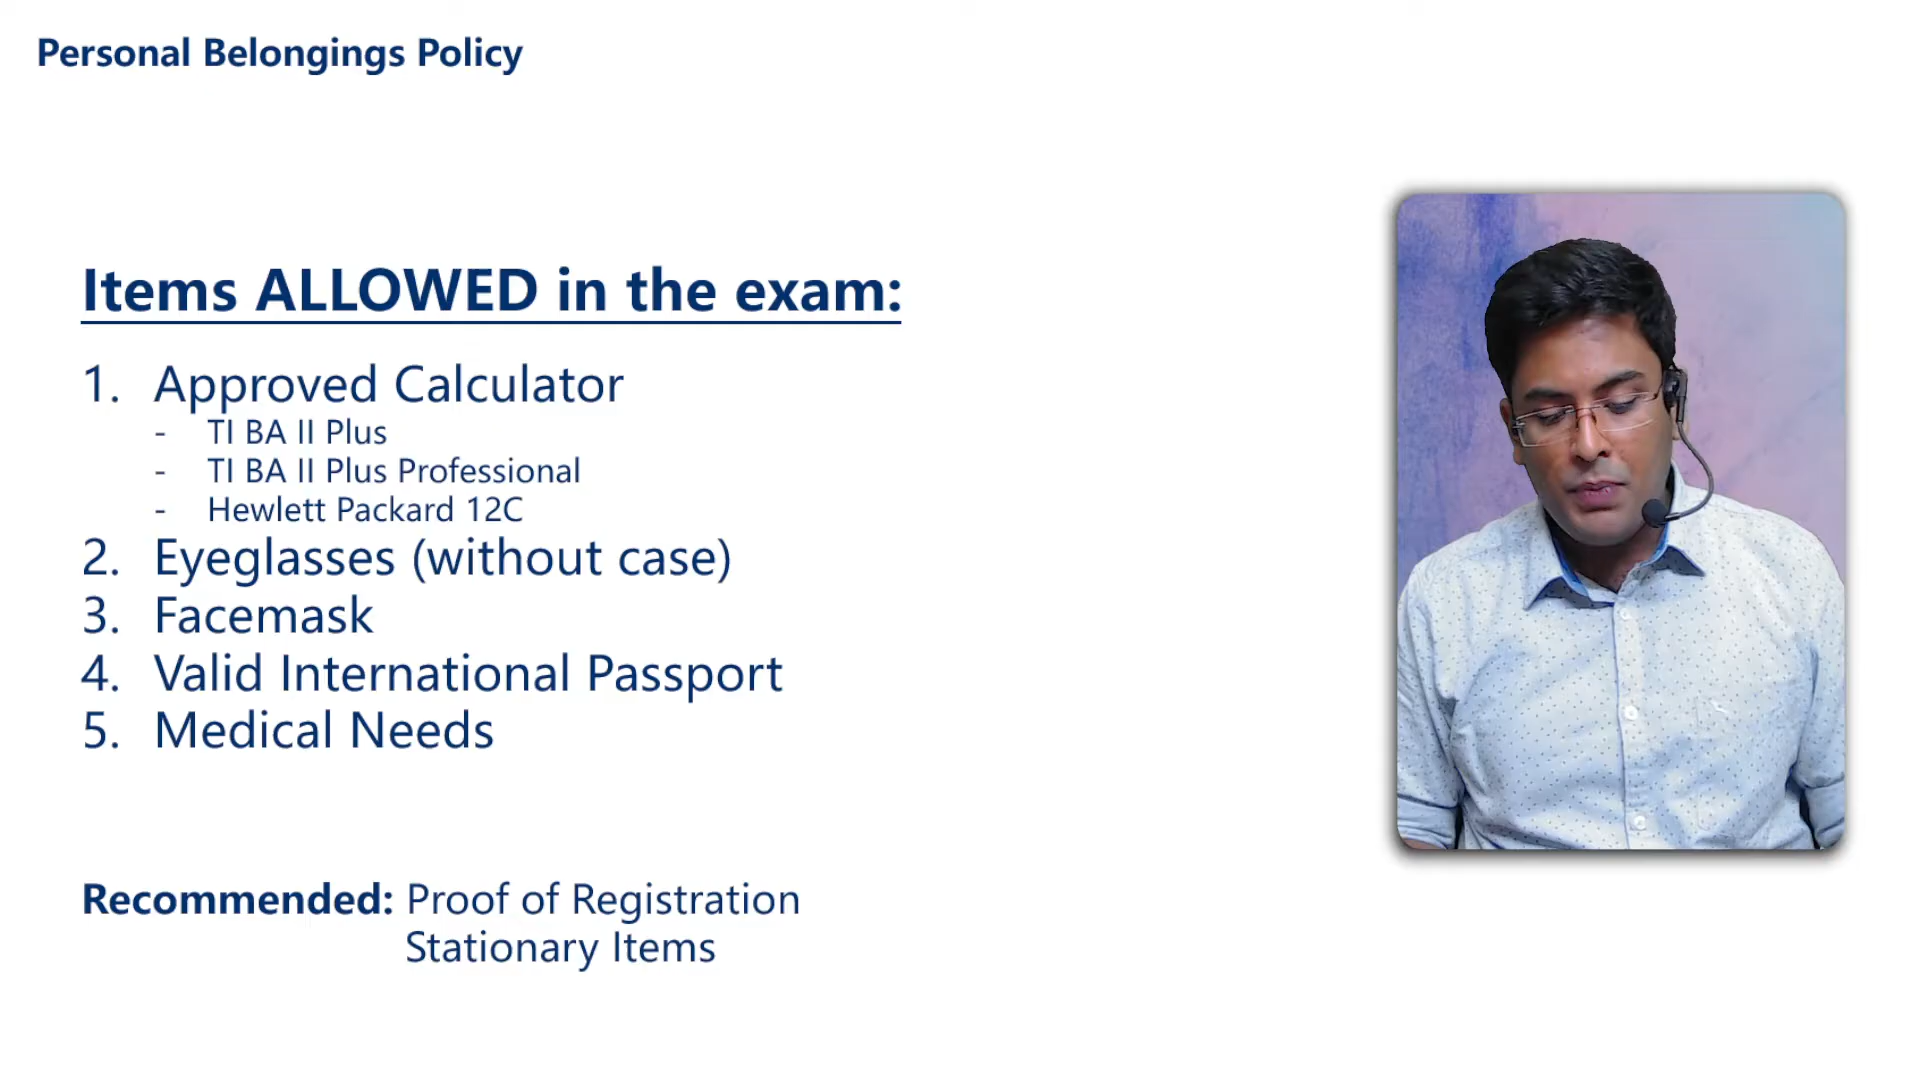 Personal Belongings Policy
Items ALLOWED in the exam:
1. Approved Calculator
- TI BA II Plus
- TI BA II Plus Professional
- Hewlett Packard 12C
2. Eyeglasses (without case)
3. Facemask
4. Valid International Passport
5. Medical Needs
Recommended: Proof of Registration
Stationary Items